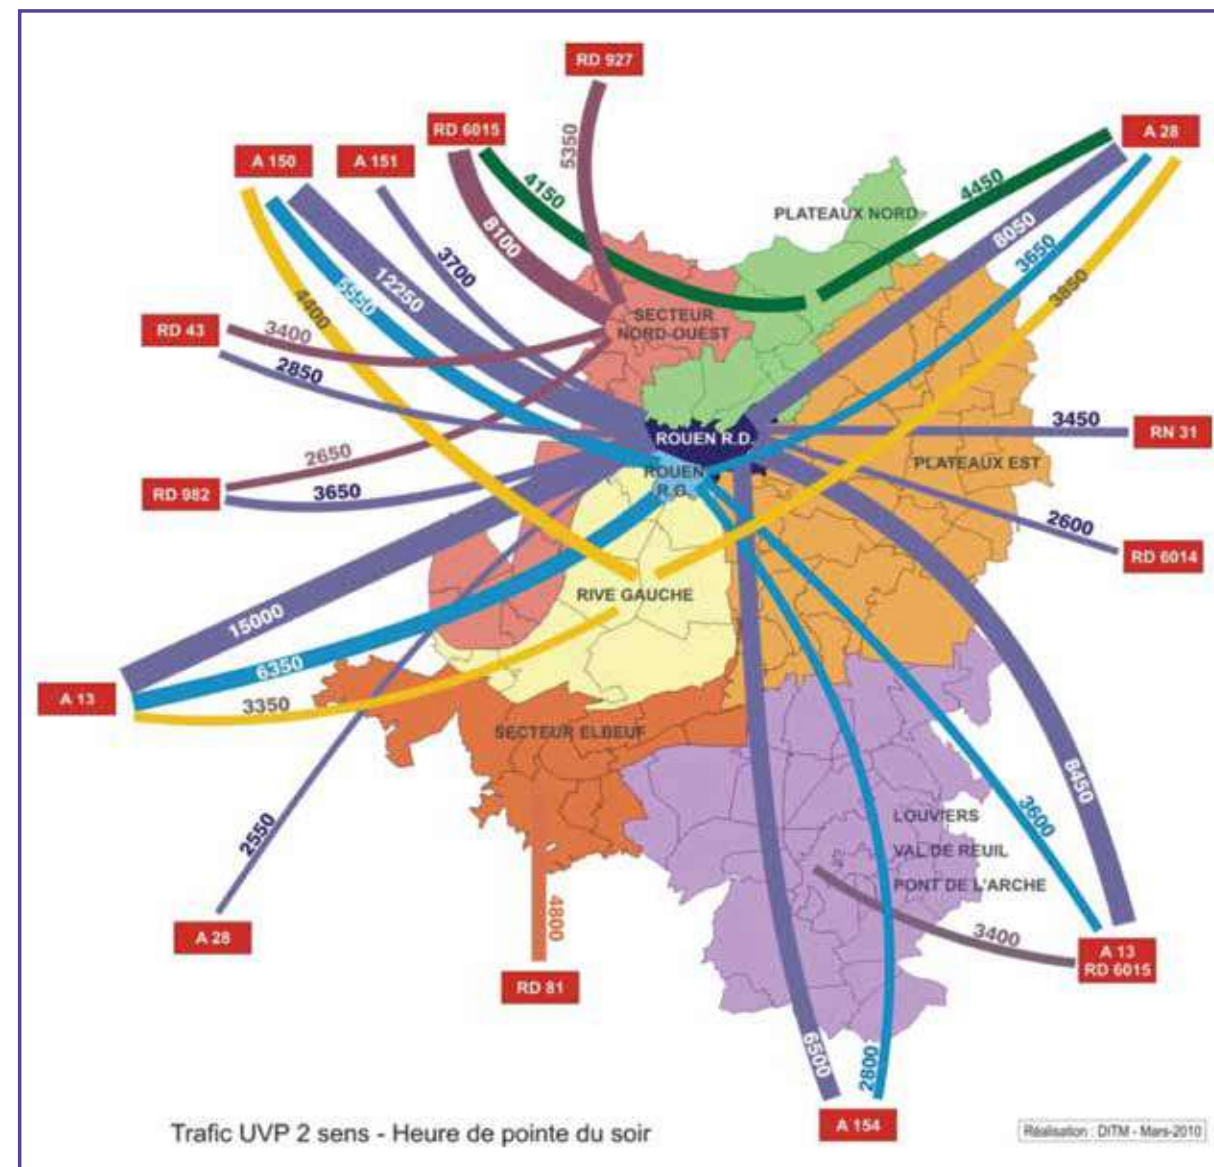 RD 927
RD 6015
A 28
A 150
A 151
5350
4150
4450
PLATEAUX NORD
8100
8050
3700
3650
12250
5550
3850
4400
SECTEUR
NORD-OUEST
RD 43
3400
2850
3450
RN 31
ROUEN R.D.
2650
PLATEAUX EST
ROUEN
R.G.
RD 982
3650
2600
RD 6014
RIVE GAUCHE
15000
6350
A 13
3350
SECTEUR ELBEUF
8450
2550
3600
LOUVIERS
VAL DE REUIL
PONT DE L'ARCHE
4800
3400
A 28
A 13
RD 6015
RD 81
6500
2800
A 154
Trafic UVP 2 sens - Heure de pointe du soir
Réalisation : DITM - Mars-2010